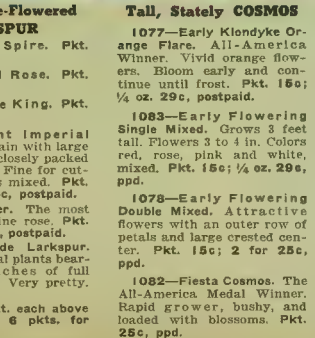 e-Flowered
SPUR
Spire. Pkt.
l Rose. Pkt.
e King. Pkt.
nt Imperial
ain with large
closely packed
Fine for cut-
s mixed. Pkt.
c, postpaid.
er. The most
ine rose. Pkt.
, postpaid.
de Larkspur.
al plants bear-
ches of full
Very pretty.
t. each above
6 pkts. for
Tall, Stately COSMOS
1077—Early Klondyke Or-
ange Flare. All-America
Winner. Vivid orange flow-
ers. Bloom early and con-
tinue until frost. Pkt. 15c;
¼ oz. 29c, postpaid.
1083—Early Flowering
Single Mixed. Grows 3 feet
tall. Flowers 3 to 4 in. Colors
red, rose, pink and white,
mixed. Pkt. 15c; ¼ oz. 29c,
ppd.
1078—Early Flowering
Double Mixed. Attractive
flowers with an outer row of
petals and large crested cen-
ter. Pkt. 15c; 2 for 25c,
ppd.
1082—Fiesta Cosmos. The
All-America Medal Winner.
Rapid grower, bushy, and
loaded with blossoms. Pkt.
25c, ppd.